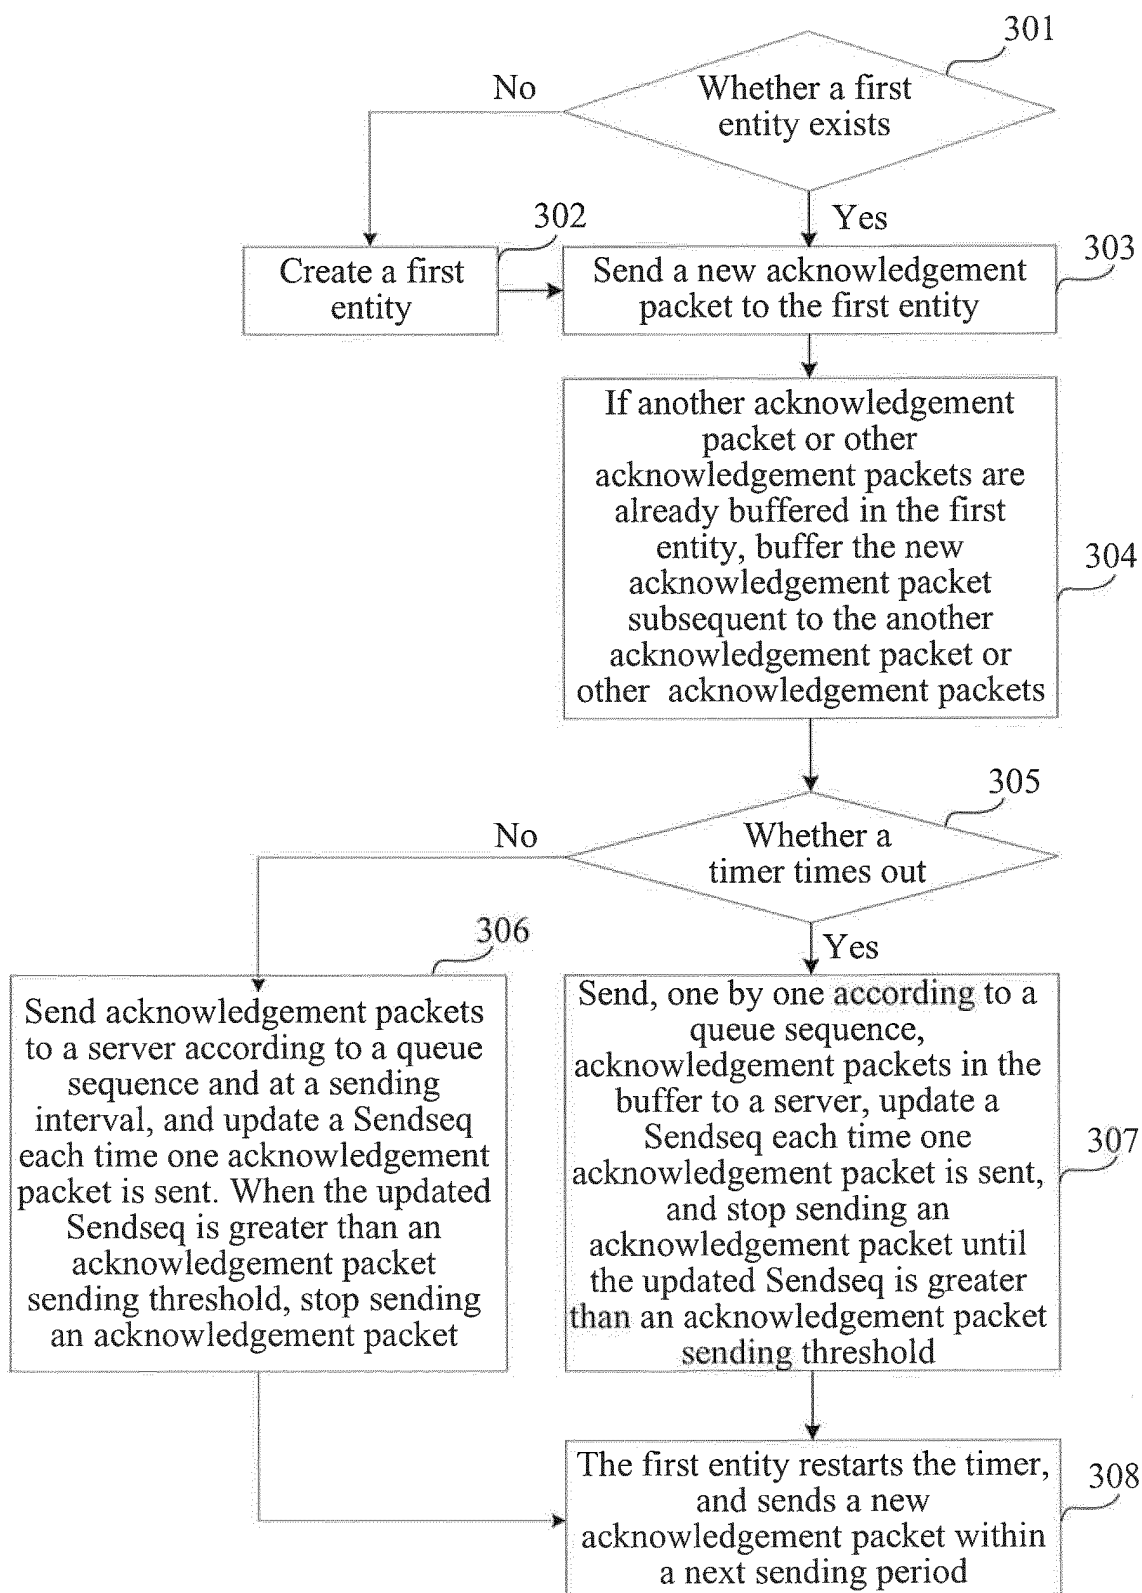 301
Whether a first
entity exists
No
Yes
302
Create a first
entity
303
Send a new acknowledgement
packet to the first entity
If another acknowledgement
packet or other
acknowledgement packets are
already buffered in the first
entity, buffer the new
acknowledgement packet
subsequent to the another
acknowledgement packet or
other acknowledgement packets
304
305
Whether a
timer times out
No
Yes
306
Send acknowledgement packets
to a server according to a queue
sequence and at a sending
interval, and update a Sendseq
each time one acknowledgement
packet is sent. When the updated
Sendseq is greater than an
acknowledgement packet
sending threshold, stop sending
an acknowledgement packet
Send, one by one according to a
queue sequence,
acknowledgement packets in the
buffer to a server, update a
Sendseq each time one
acknowledgement packet is sent,
and stop sending an
acknowledgement packet until
the updated Sendseq is greater
than an acknowledgement packet
sending threshold
307
The first entity restarts the timer,
and sends a new
acknowledgement packet within
a next sending period
308